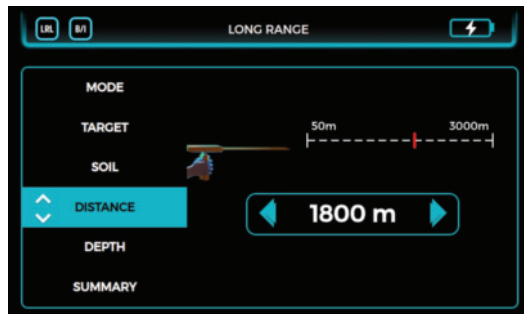 LRL B/I LONG RANGE
MODE
TARGET
50m 3000m
SOIL
DISTANCE
1800 m
DEPTH
SUMMARY